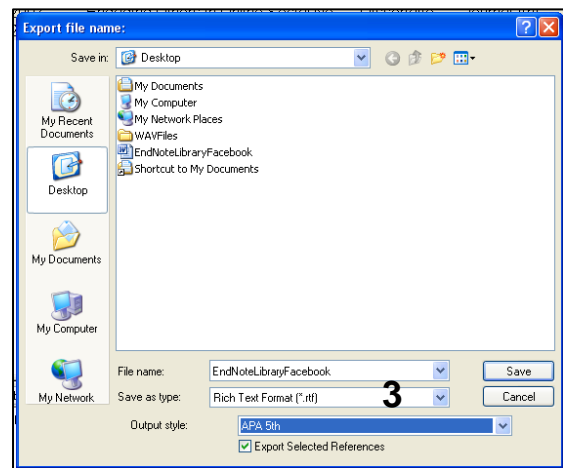 Export file name:
Save in:
Desktop
My Recent
Documents
Desktop
My Documents
My Computer
My Network
My Documents
My Computer
My Network Places
WAVFiles
EndNoteLibraryFacebook
Shortcut to My Documents
File name:
EndNoteLibraryFacebook
Save
Save as type:
Rich Text Format (*.rtf)
3
Cancel
Output style:
APA 5th
Export Selected References